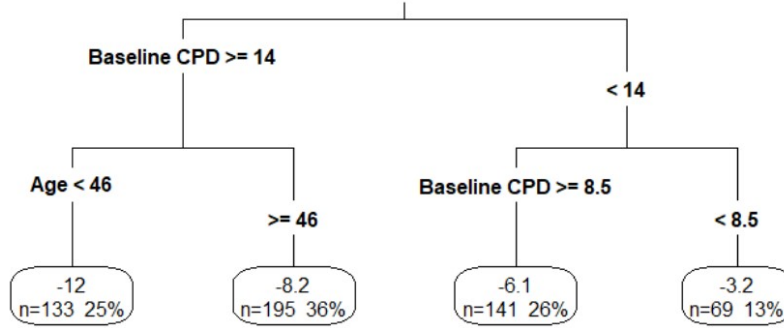 Baseline CPD >= 14
< 14
Age < 46
>= 46
Baseline CPD >= 8.5
< 8.5
-12
n=133 25%
-8.2
n=195 36%
-6.1
n=141 26%
-3.2
n=69 13%